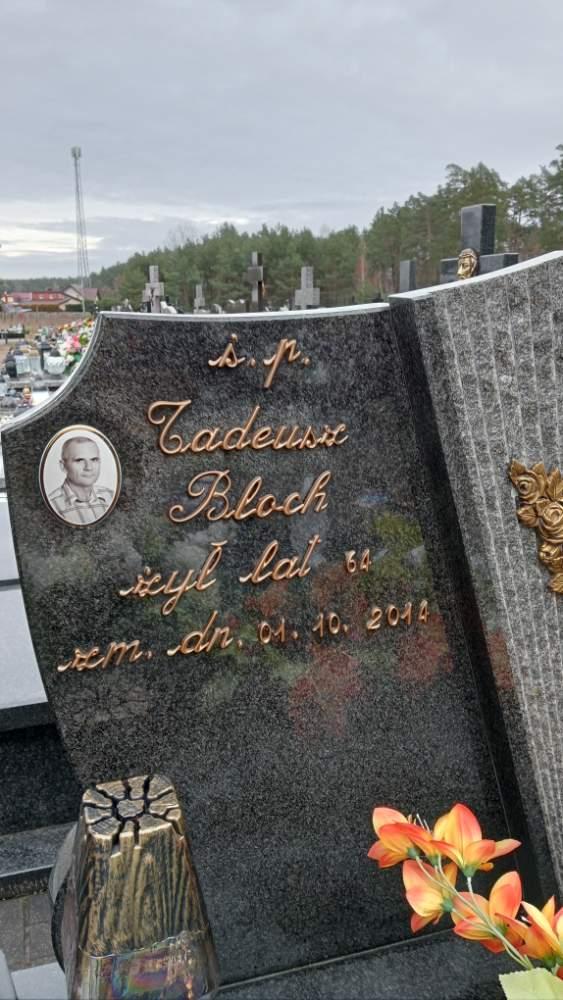 ś. p.
Tadeusz
Bloch
żył lat 64
zm. dn. 01. 10. 2014